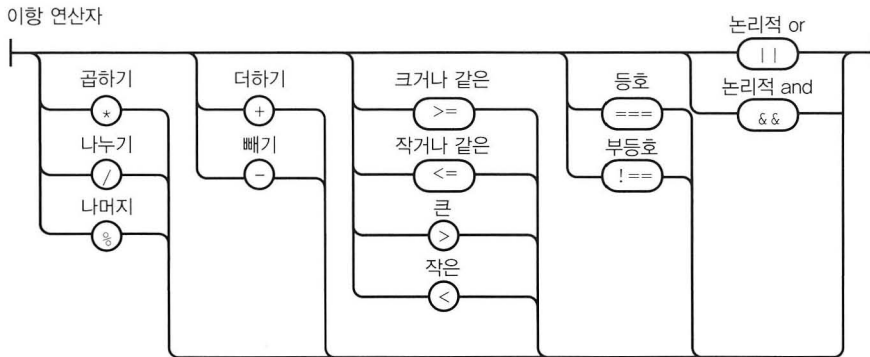 이항 연산자
논리적 or
||
곱하기
*
나누기
/
나머지
%
더하기
+
빼기
-
크거나 같은
>=
작거나 같은
<=
큰
>
작은
<
등호
===
부등호
!==
논리적 and
&&